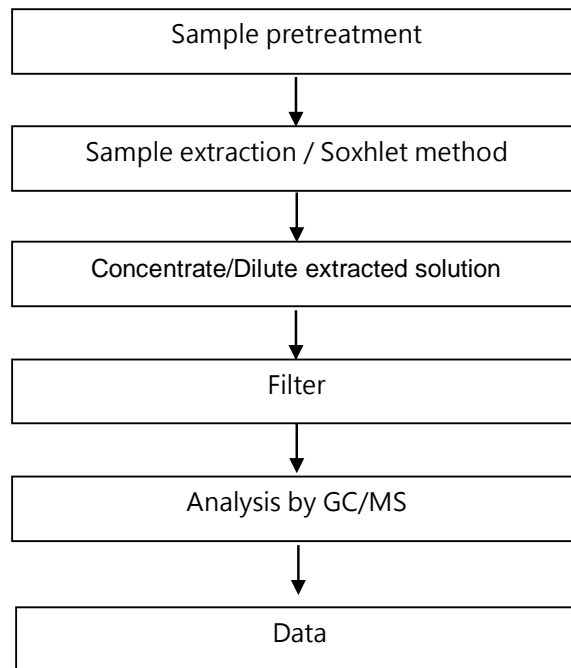 Sample pretreatment
Sample extraction / Soxhlet method
Concentrate/Dilute extracted solution
Filter
Analysis by GC/MS
Data